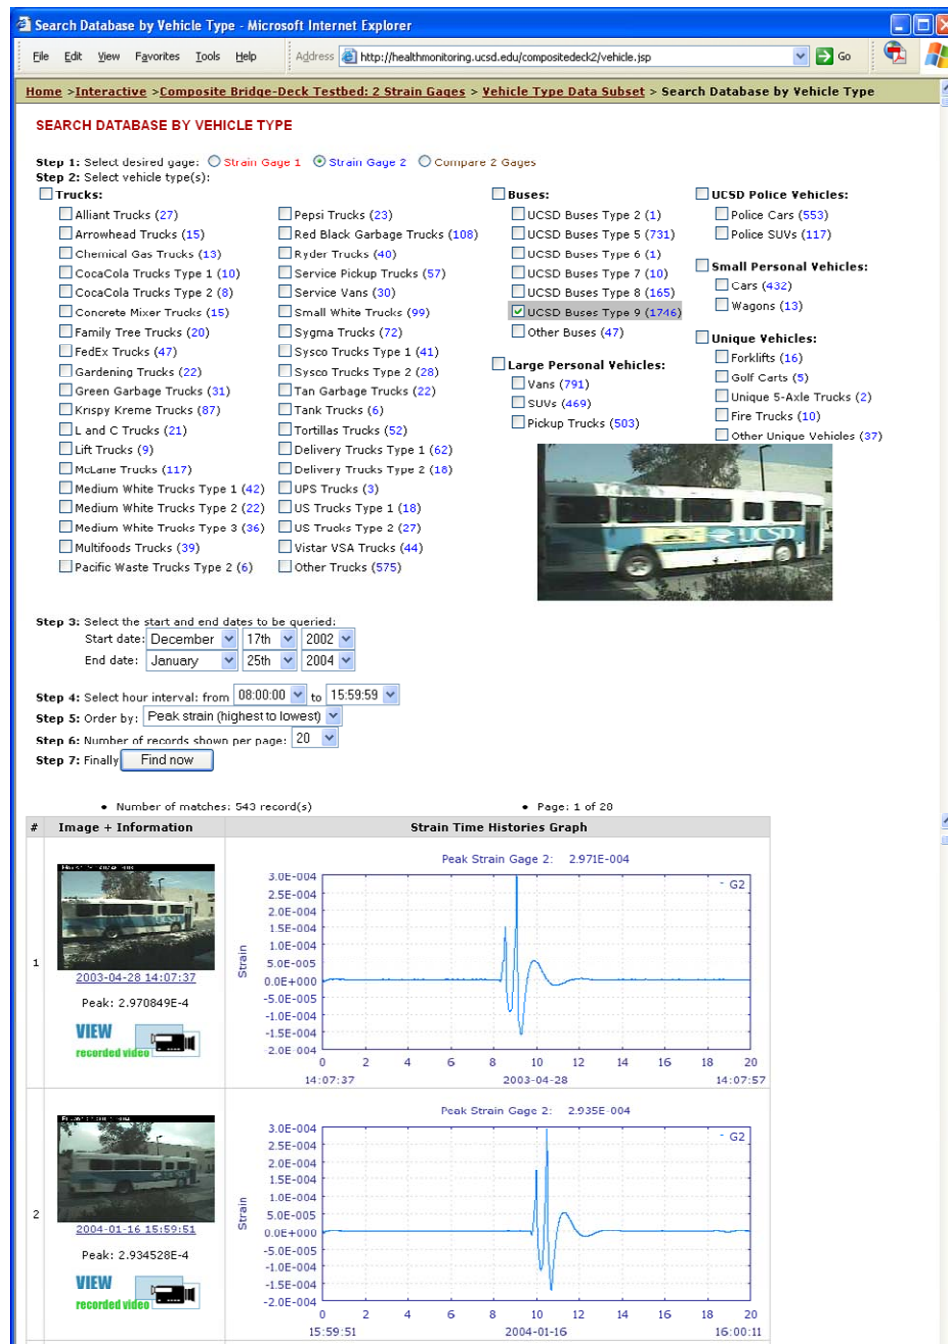 Search Database by Vehicle Type - Microsoft Internet Explorer
File Edit View Favorites Tools Help Address http://healthmonitoring.ucsd.edu/compositedeck2/vehicle.jsp Go
Home >Interactive >Composite Bridge-Deck Testbed: 2 Strain Gages > Vehicle Type Data Subset > Search Database by Vehicle Type
SEARCH DATABASE BY VEHICLE TYPE
Step 1: Select desired gage: Strain Gage 1 Strain Gage 2 Compare 2 Gages
Step 2: Select vehicle type(s):
Trucks:
Alliant Trucks (27)
Arrowhead Trucks (15)
Chemical Gas Trucks (13)
CocaCola Trucks Type 1 (10)
CocaCola Trucks Type 2 (8)
Concrete Mixer Trucks (15)
Family Tree Trucks (20)
FedEx Trucks (47)
Gardening Trucks (22)
Green Garbage Trucks (31)
Krispy Kreme Trucks (87)
L and C Trucks (21)
Lift Trucks (9)
McLane Trucks (117)
Medium White Trucks Type 1 (42)
Medium White Trucks Type 2 (22)
Medium White Trucks Type 3 (36)
Multifoods Trucks (39)
Pacific Waste Trucks Type 2 (6)
Pepsi Trucks (23)
Red Black Garbage Trucks (108)
Ryder Trucks (40)
Service Pickup Trucks (57)
Service Vans (30)
Small White Trucks (99)
Sygma Trucks (72)
Sysco Trucks Type 1 (41)
Sysco Trucks Type 2 (28)
Tan Garbage Trucks (22)
Tank Trucks (6)
Tortillas Trucks (52)
Delivery Trucks Type 1 (62)
Delivery Trucks Type 2 (18)
UPS Trucks (3)
US Trucks Type 1 (18)
US Trucks Type 2 (27)
Vistar VSA Trucks (44)
Other Trucks (575)
Buses:
UCSD Buses Type 2 (1)
UCSD Buses Type 5 (731)
UCSD Buses Type 6 (1)
UCSD Buses Type 7 (10)
UCSD Buses Type 8 (165)
UCSD Buses Type 9 (1746)
Other Buses (47)
Large Personal Vehicles:
Vans (791)
SUVs (469)
Pickup Trucks (503)
UCSD Police Vehicles:
Police Cars (553)
Police SUVs (117)
Small Personal Vehicles:
Cars (432)
Wagons (13)
Unique Vehicles:
Forklifts (16)
Golf Carts (5)
Unique 5-Axle Trucks (2)
Fire Trucks (10)
Other Unique Vehicles (37)
UCSD
Step 3: Select the start and end dates to be queried:
Start date: December 17th 2002
End date: January 25th 2004
Step 4: Select hour interval: from 08:00:00 to 15:59:59
Step 5: Order by: Peak strain (highest to lowest)
Step 6: Number of records shown per page: 20
Step 7: Finally Find now
• Number of matches: 543 record(s) • Page: 1 of 28
# Image + Information Strain Time Histories Graph
1
UCSD
2003-04-28 14:07:37
Peak: 2.970849E-4
VIEW
recorded video
Peak Strain Gage 2: 2.971E-004
- G2
Strain
3.0E-004
2.5E-004
2.0E-004
1.5E-004
1.0E-004
5.0E-005
0.0E+000
-5.0E-005
-1.0E-004
-1.5E-004
-2.0E-004
0 2 4 6 8 10 12 14 16 18 20
14:07:37 2003-04-28 14:07:57
2
2004-01-16 15:59:51
Peak: 2.934528E-4
VIEW
recorded video
Peak Strain Gage 2: 2.935E-004
- G2
Strain
3.0E-004
2.5E-004
2.0E-004
1.5E-004
1.0E-004
5.0E-005
0.0E+000
-5.0E-005
-1.0E-004
-1.5E-004
-2.0E-004
0 2 4 6 8 10 12 14 16 18 20
15:59:51 2004-01-16 16:00:11